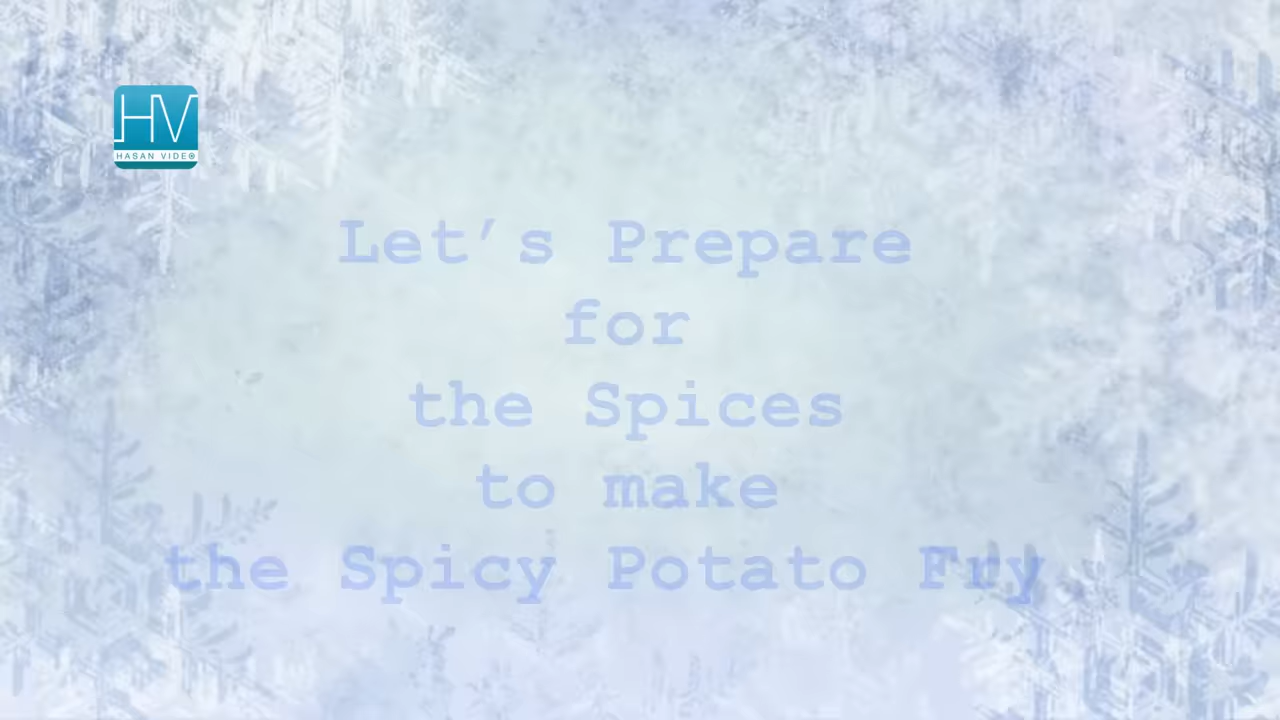 HV
HASAN VIDEO
Let's Prepare
for
the Spices
to make
the Spicy Potato Fry